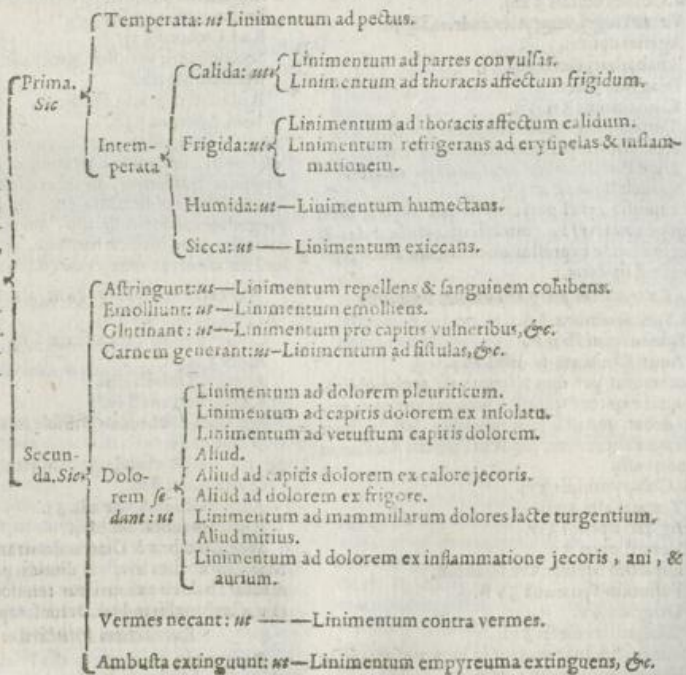 Temperata: ut Linimentum ad pectus.
Prima.
Sic
Intem-
perata
Calida: ut
Linimentum ad partes convulsas.
Linimentum ad thoracis affectum frigidum.
Frigida: ut
Linimentum ad thoracis affectum calidum.
Linimentum refrigerans ad erysipelas & inflam-
mationem.
Humida: ut—Linimentum humectans.
Sicca: ut —— Linimentum exiccans.
Secun-
da. Sic
Astringunt: ut—Linimentum repellens & sanguinem cohibens.
Emolliunt: ut—Linimentum emolliens.
Glutinant: ut—Linimentum pro capitis vulneribus, &c.
Carnem generant: ut—Linimentum ad fistulas, &c.
Dolo-
rem se-
dant: ut
Linimentum ad dolorem pleuriticum.
Linimentum ad capitis dolorem ex insolatu.
Linimentum ad vetustum capitis dolorem.
Aliud.
Aliud ad capitis dolorem ex calore jecoris.
Aliud ad dolorem ex frigore.
Linimentum ad mammularum dolores lacte turgentium.
Aliud mitius.
Linimentum ad dolorem ex inflammatione jecoris, ani, &
aurium.
Vermes necant: ut — —Linimentum contra vermes.
Ambusta extinguunt: ut—Linimentum empyreuma extinguens, &c.